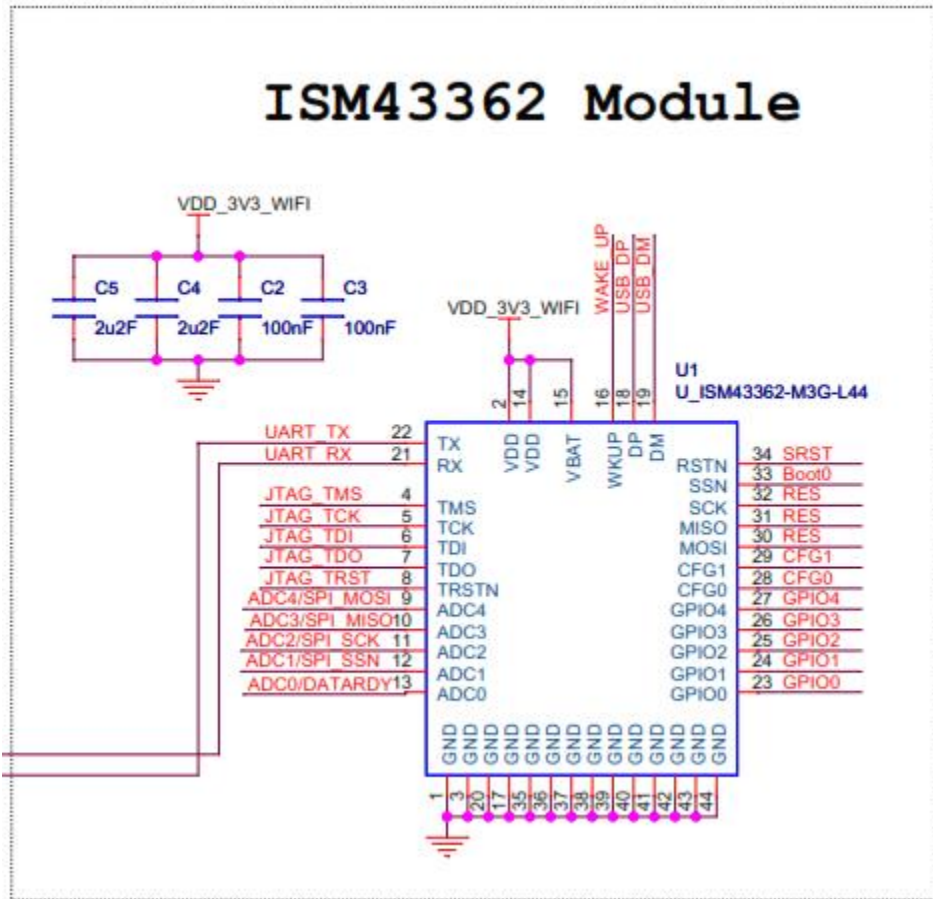 ISM43362 Module
VDD_3V3_WIFI
C5
2u2F
C4
2u2F
C2
100nF
C3
100nF
VDD_3V3_WIFI
WAKE_UP
USB_DP
USB_DM
U1
U_ISM43362-M3G-L44
2
14
15
16
18
19
VDD
VDD
VBAT
WKUP
DP
DM
UART_TX 22 TX
UART_RX 21 RX
JTAG_TMS 4 TMS
JTAG_TCK 5 TCK
JTAG_TDI 6 TDI
JTAG_TDO 7 TDO
JTAG_TRST 8 TRSTN
ADC4/SPI_MOSI 9 ADC4
ADC3/SPI_MISO 10 ADC3
ADC2/SPI_SCK 11 ADC2
ADC1/SPI_SSN 12 ADC1
ADC0/DATARDY 13 ADC0
RSTN 34 SRST
SSN 33 Boot0
SCK 32 RES
MISO 31 RES
MOSI 30 RES
CFG1 29 CFG1
CFG0 28 CFG0
GPIO4 27 GPIO4
GPIO3 26 GPIO3
GPIO2 25 GPIO2
GPIO1 24 GPIO1
GPIO0 23 GPIO0
GND
GND
GND
GND
GND
GND
GND
GND
GND
GND
GND
GND
GND
GND
1
3
20
17
35
36
37
38
39
40
41
42
43
44